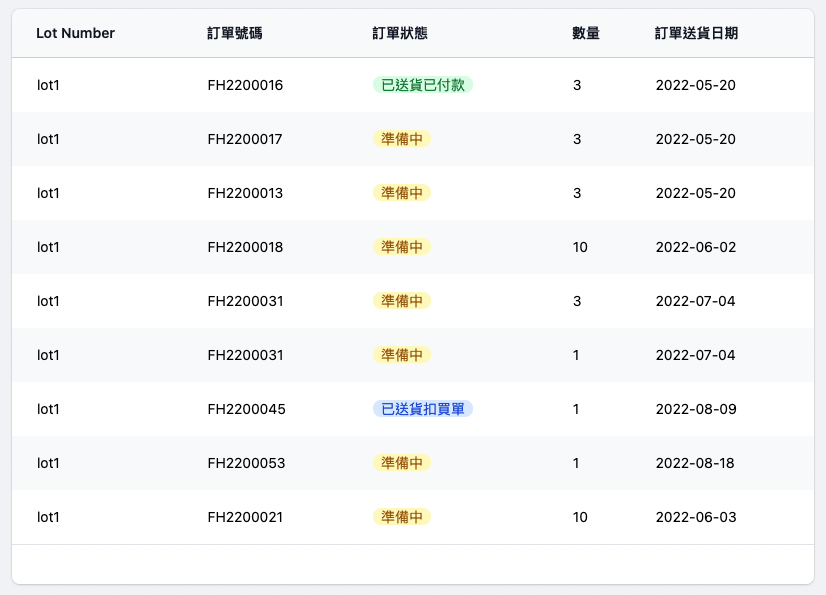 Lot Number 訂單號碼 訂單狀態 數量 訂單送貨日期
lot1 FH2200016 已送貨已付款 3 2022-05-20
lot1 FH2200017 準備中 3 2022-05-20
lot1 FH2200013 準備中 3 2022-05-20
lot1 FH2200018 準備中 10 2022-06-02
lot1 FH2200031 準備中 3 2022-07-04
lot1 FH2200031 準備中 1 2022-07-04
lot1 FH2200045 已送貨扣買單 1 2022-08-09
lot1 FH2200053 準備中 1 2022-08-18
lot1 FH2200021 準備中 10 2022-06-03